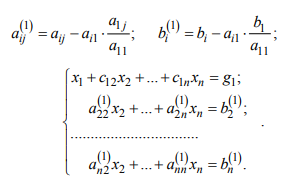 a_{ij}^{(1)} = a_{ij} − a_{i1} · \frac{a_{1j}}{a_{11}};   b_i^{(1)} = b_i − a_{i1} · \frac{b_1}{a_{11}};
x_1 + c_{12}x_2 + ... + c_{1n}x_n = g_1;
a_{22}^{(1)}x_2 + ... + a_{2n}^{(1)}x_n = b_2^{(1)};
................................
a_{n2}^{(1)}x_2 + ... + a_{nn}^{(1)}x_n = b_n^{(1)}.
.